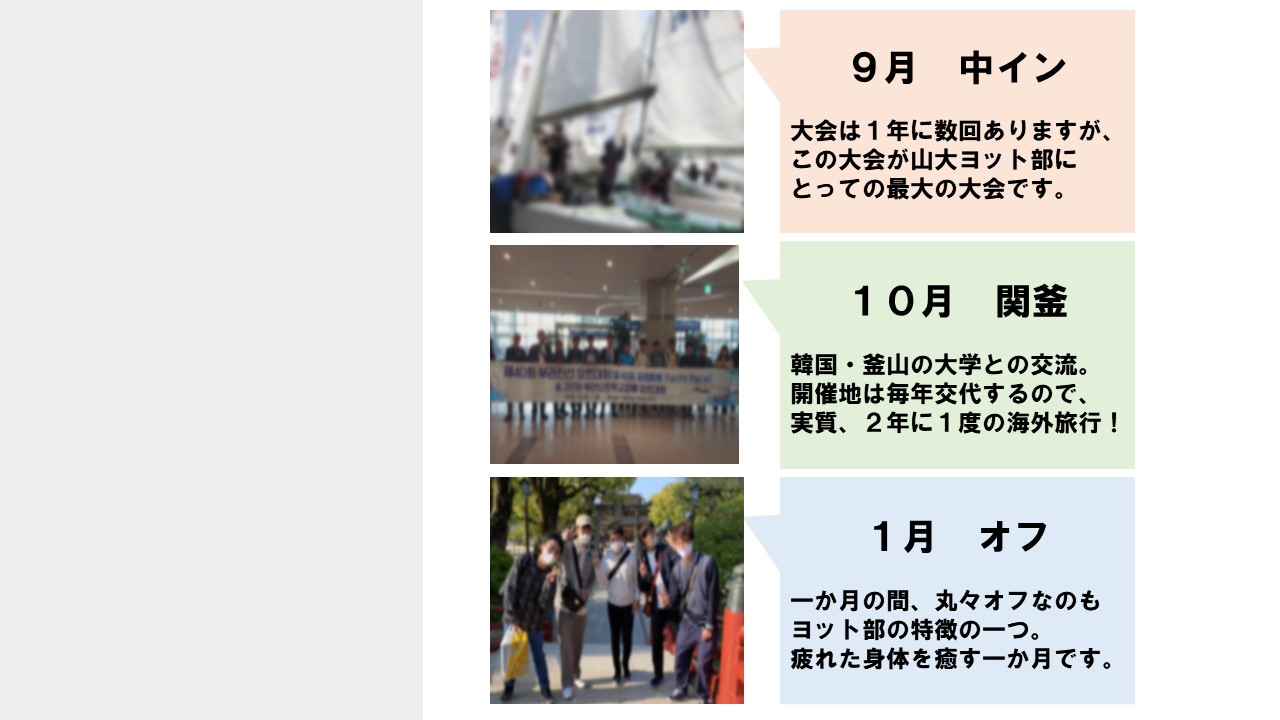 ９月　中イン
大会は１年に数回ありますが、
この大会が山大ヨット部に
とっての最大の大会です。
１０月　関釜
韓国・釜山の大学との交流。
開催地は毎年交代するので、
実質、２年に１度の海外旅行！
１月　オフ
一か月の間、丸々オフなのも
ヨット部の特徴の一つ。
疲れた身体を癒す一か月です。